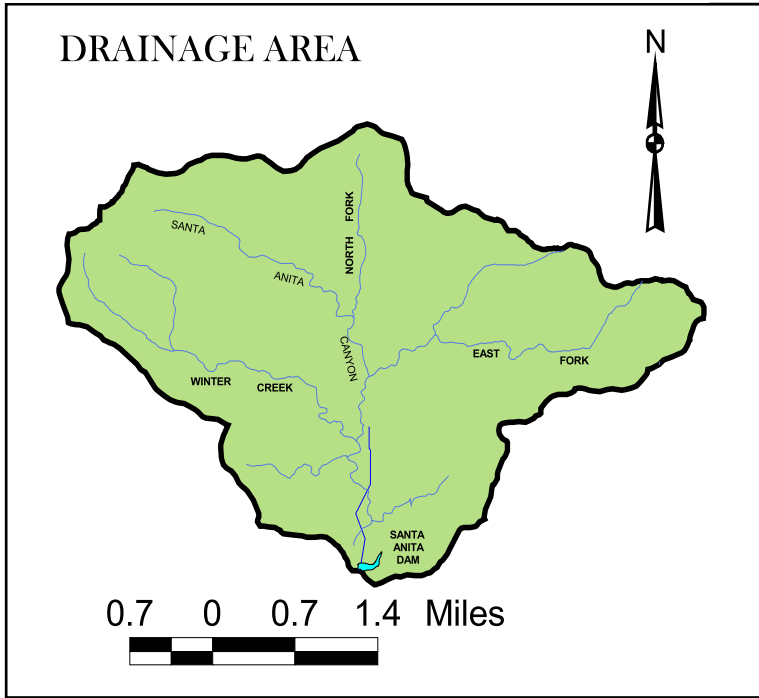 DRAINAGE AREA
N
SANTA
ANITA
CANYON
NORTH FORK
EAST
FORK
WINTER
CREEK
SANTA
ANITA
DAM
0.7 0 0.7 1.4 Miles